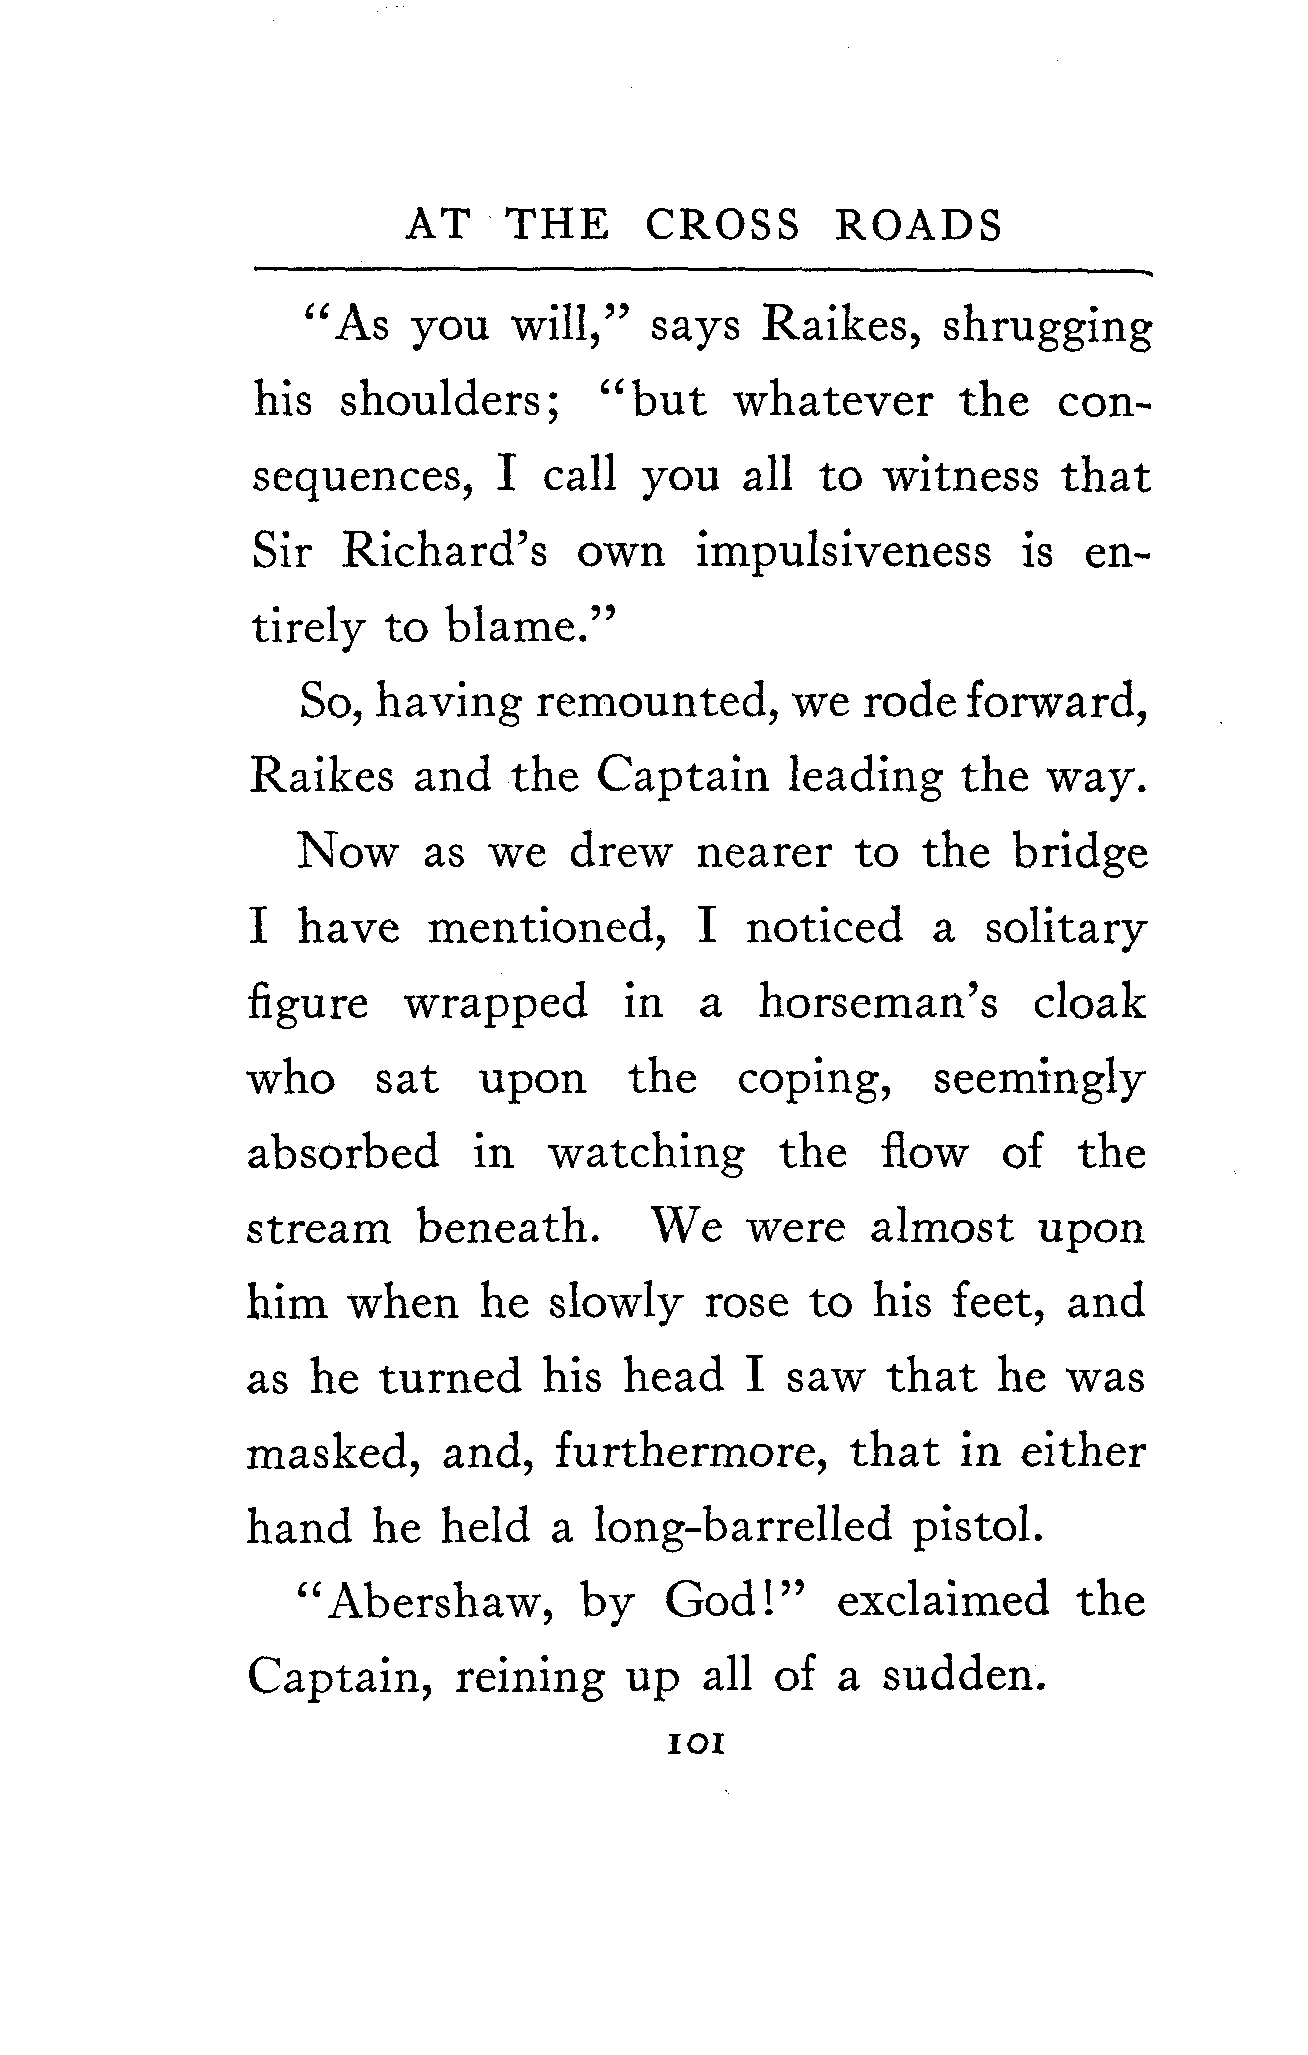 AT THE CROSS ROADS
“As you will,” says Raikes, shrugging
his shoulders; “but whatever the con-
sequences, I call you all to witness that
Sir Richard’s own impulsiveness is en-
tirely to blame.”
So, having remounted, we rode forward,
Raikes and the Captain leading the way.
Now as we drew nearer to the bridge
I have mentioned, I noticed a solitary
figure wrapped in a horseman’s cloak
who sat upon the coping, seemingly
absorbed in watching the flow of the
stream beneath. We were almost upon
him when he slowly rose to his feet, and
as he turned his head I saw that he was
masked, and, furthermore, that in either
hand he held a long-barrelled pistol.
“Abershaw, by God!” exclaimed the
Captain, reining up all of a sudden.
101